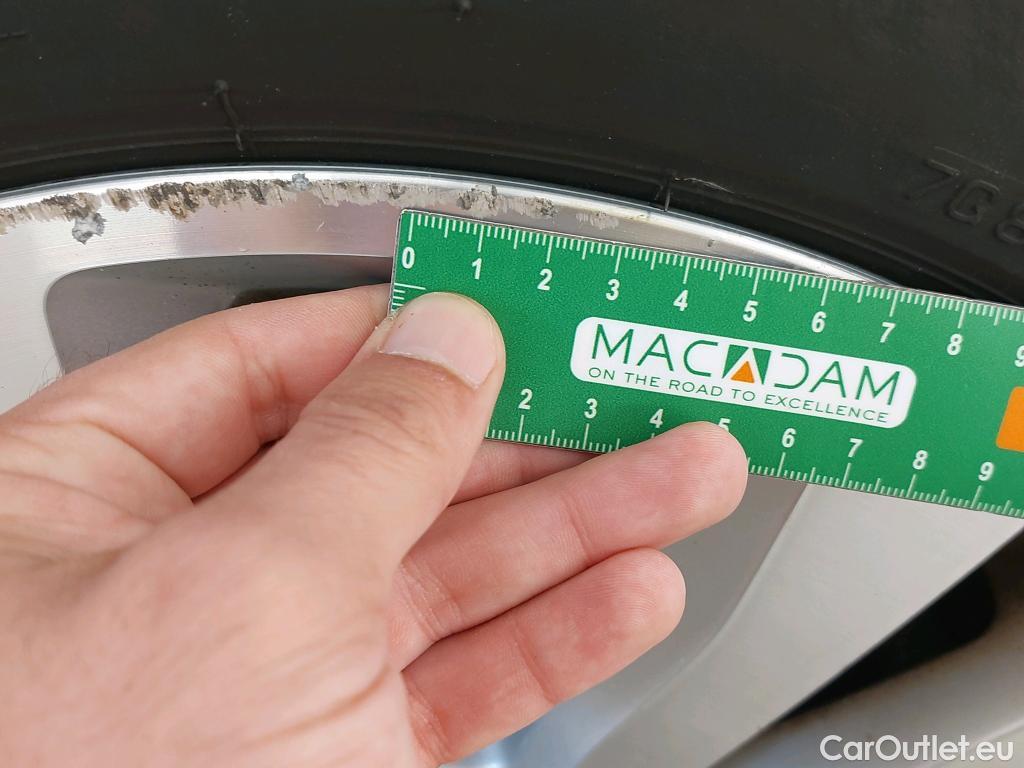 7G8
0 1 2 3 4 5 6 7 8 9
MACADAM
ON THE ROAD TO EXCELLENCE
2 3 4 5 6 7 8 9
CarOutlet.eu